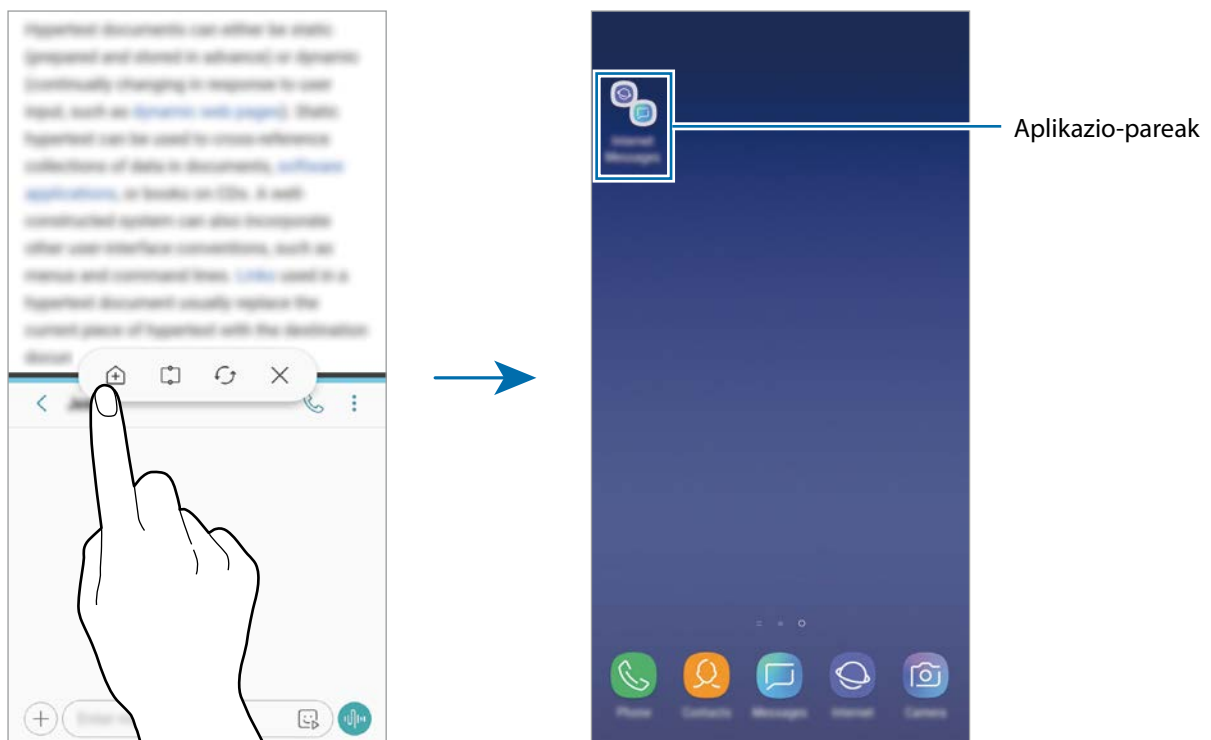 Hypertext documents can either be static
(prepared and stored in advance) or dynamic
(continually changing in response to user
input, such as dynamic web pages). Static
hypertext can be used to cross-reference
collections of data in documents, software
applications, or books on CDs. A well-
constructed system can also incorporate
other user-interface conventions, such as
menus and command lines. Links used in a
hypertext document usually replace the
current piece of hypertext with the destination
Internet
Messages
Aplikazio-pareak
Phone
Contacts
Messages
Internet
Camera